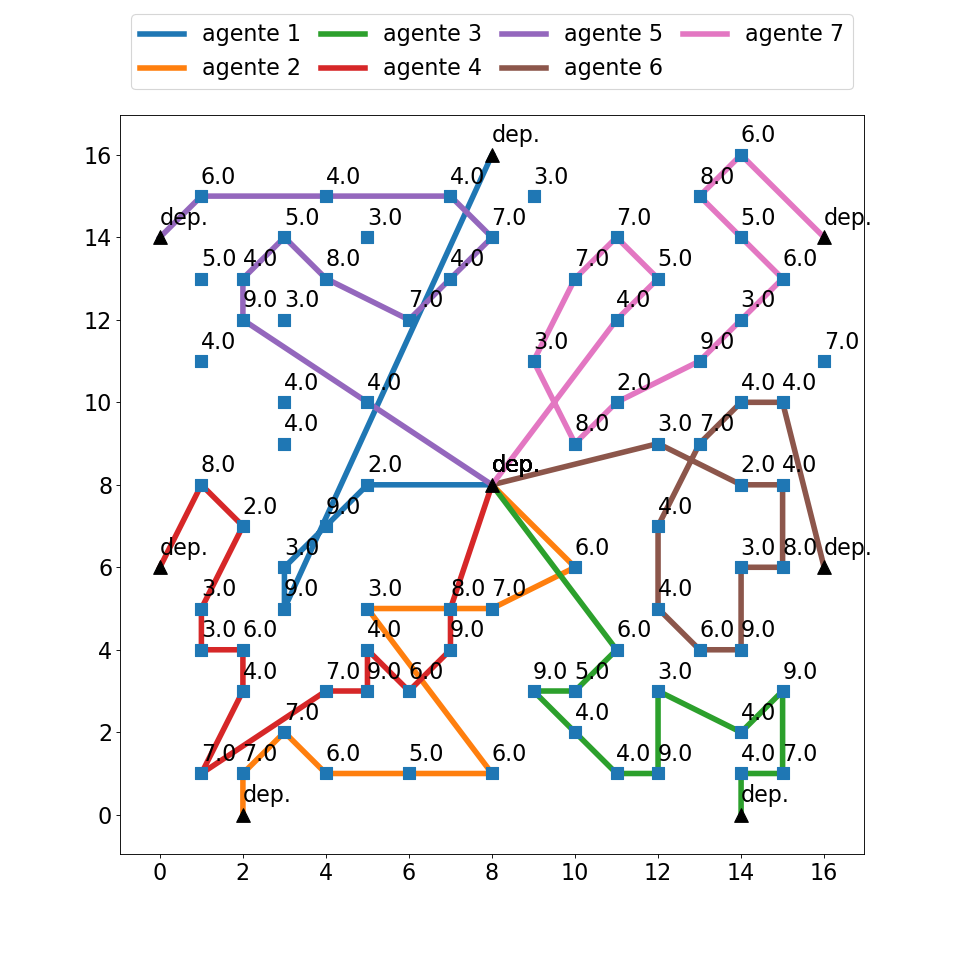 agente 1 agente 3 agente 5 agente 7
agente 2 agente 4 agente 6
dep. 6.0
6.0 4.0 4.0 3.0 8.0
dep. 5.0 3.0 7.0 7.0 5.0 dep.
5.0 4.0 8.0 4.0 7.0 5.0 6.0
9.0 3.0 7.0 4.0 3.0
4.0 3.0 9.0 7.0
4.0 4.0 2.0 4.0 4.0
4.0 8.0 3.0 7.0
8.0 2.0 dep. 2.0 4.0
2.0 9.0 4.0
dep. 3.0 6.0 3.0 8.0 dep.
3.0 9.0 3.0 8.0 7.0 4.0
3.0 6.0 4.0 9.0 6.0 6.0 9.0
4.0 7.0 9.0 6.0 9.0 5.0 3.0 9.0
7.0 4.0 4.0
7.0 7.0 6.0 5.0 6.0 4.0 9.0 4.0 7.0
dep. dep.
16
14
12
10
8
6
4
2
0
0 2 4 6 8 10 12 14 16